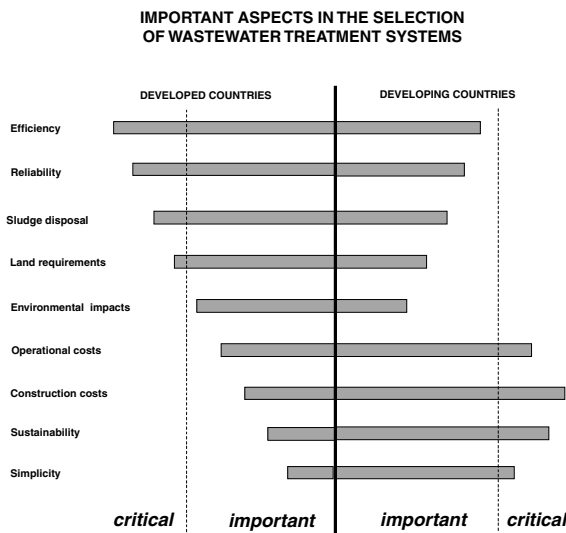 IMPORTANT ASPECTS IN THE SELECTION
OF WASTEWATER TREATMENT SYSTEMS
DEVELOPED COUNTRIES
DEVELOPING COUNTRIES
Efficiency
Reliability
Sludge disposal
Land requirements
Environmental impacts
Operational costs
Construction costs
Sustainability
Simplicity
critical
important
important
critical